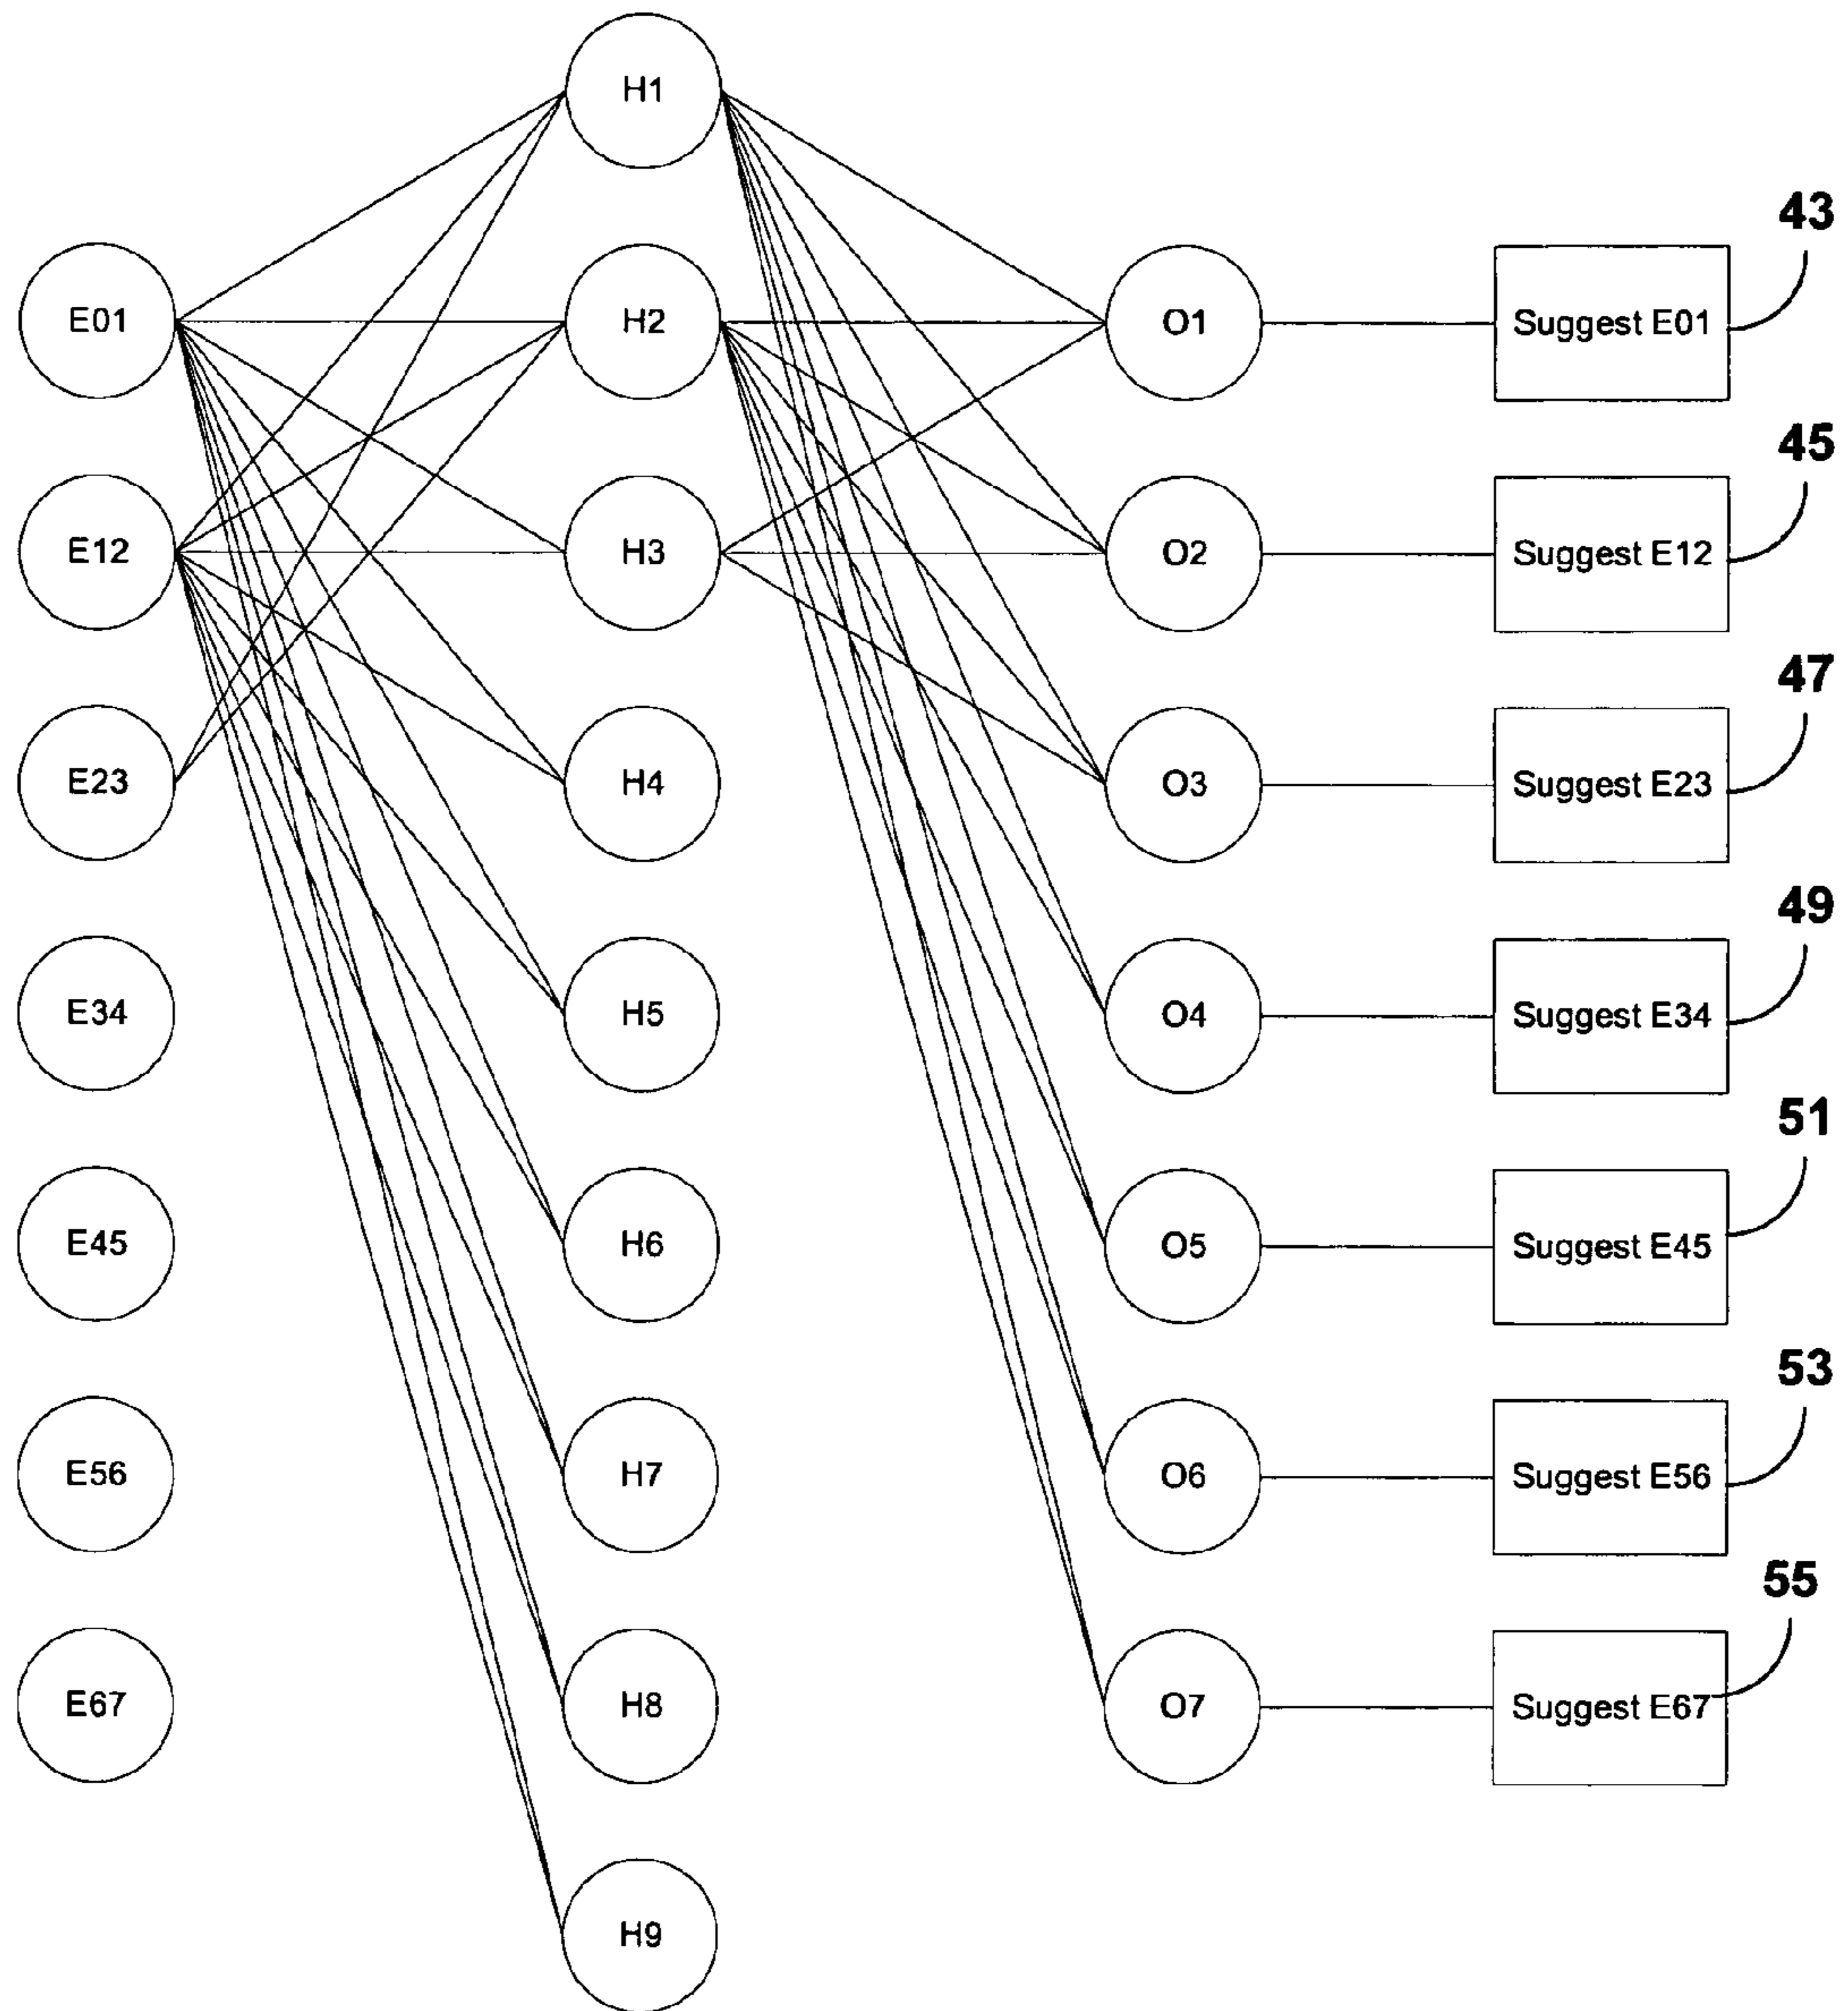 H1
43
E01
H2
O1
Suggest E01
45
E12
H3
O2
Suggest E12
47
E23
H4
O3
Suggest E23
49
E34
H5
O4
Suggest E34
51
E45
H6
O5
Suggest E45
53
E56
H7
O6
Suggest E56
55
E67
H8
O7
Suggest E67
H9